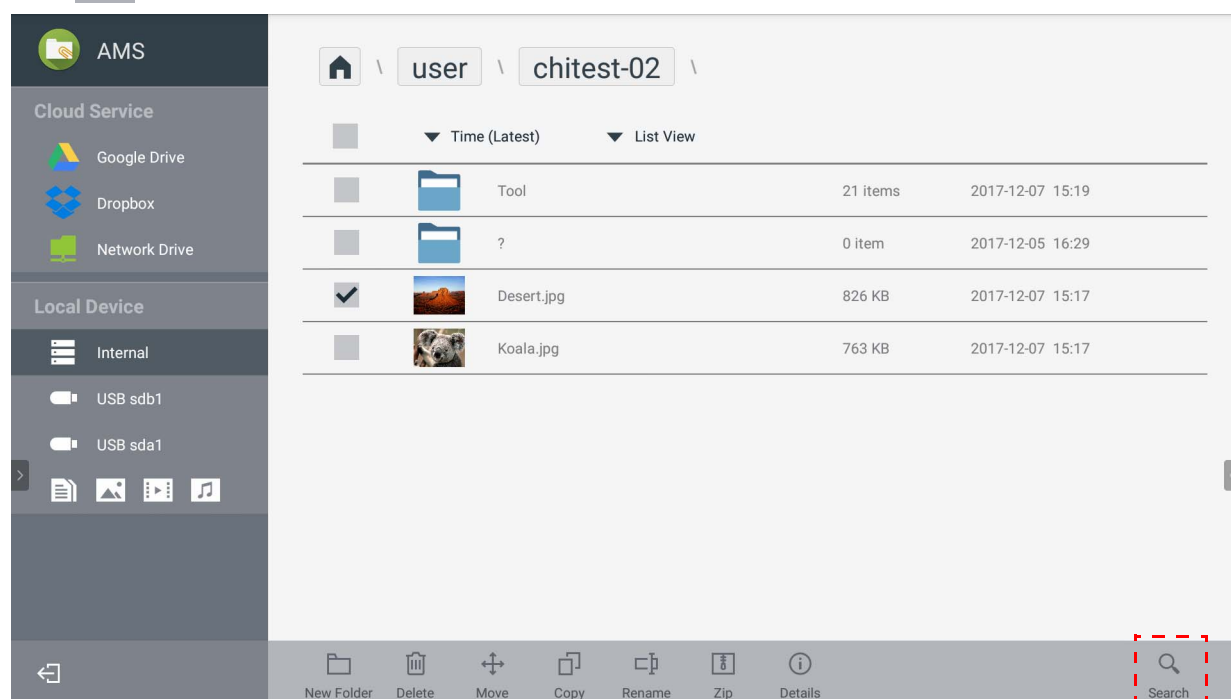 AMS
Cloud Service
Google Drive
Dropbox
Network Drive
Local Device
Internal
USB sdb1
USB sda1
\ user \ chitest-02 \
Time (Latest) List View
Tool 21 items 2017-12-07 15:19
? 0 item 2017-12-05 16:29
Desert.jpg 826 KB 2017-12-07 15:17
Koala.jpg 763 KB 2017-12-07 15:17
New Folder Delete Move Copy Rename Zip Details Search